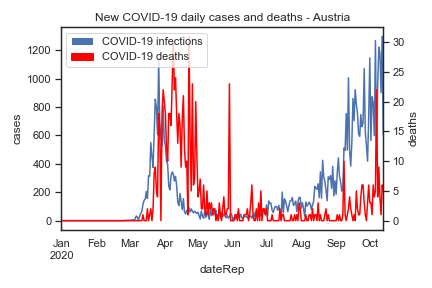 New COVID-19 daily cases and deaths - Austria
COVID-19 infections
COVID-19 deaths
1200
1000
800
600
400
200
0
cases
30
25
20
15
10
5
0
deaths
Jan Feb Mar Apr May Jun Jul Aug Sep Oct
2020
dateRep